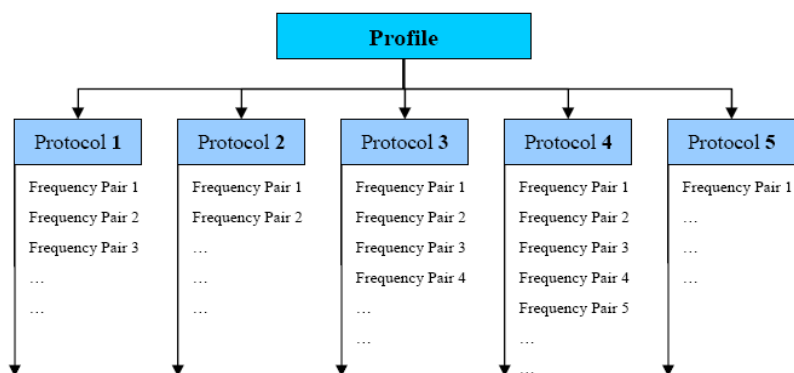 Profile
Protocol 1
Frequency Pair 1
Frequency Pair 2
Frequency Pair 3
…
…
Protocol 2
Frequency Pair 1
Frequency Pair 2
…
…
…
Protocol 3
Frequency Pair 1
Frequency Pair 2
Frequency Pair 3
Frequency Pair 4
…
…
Protocol 4
Frequency Pair 1
Frequency Pair 2
Frequency Pair 3
Frequency Pair 4
Frequency Pair 5
…
…
Protocol 5
Frequency Pair 1
…
…
…